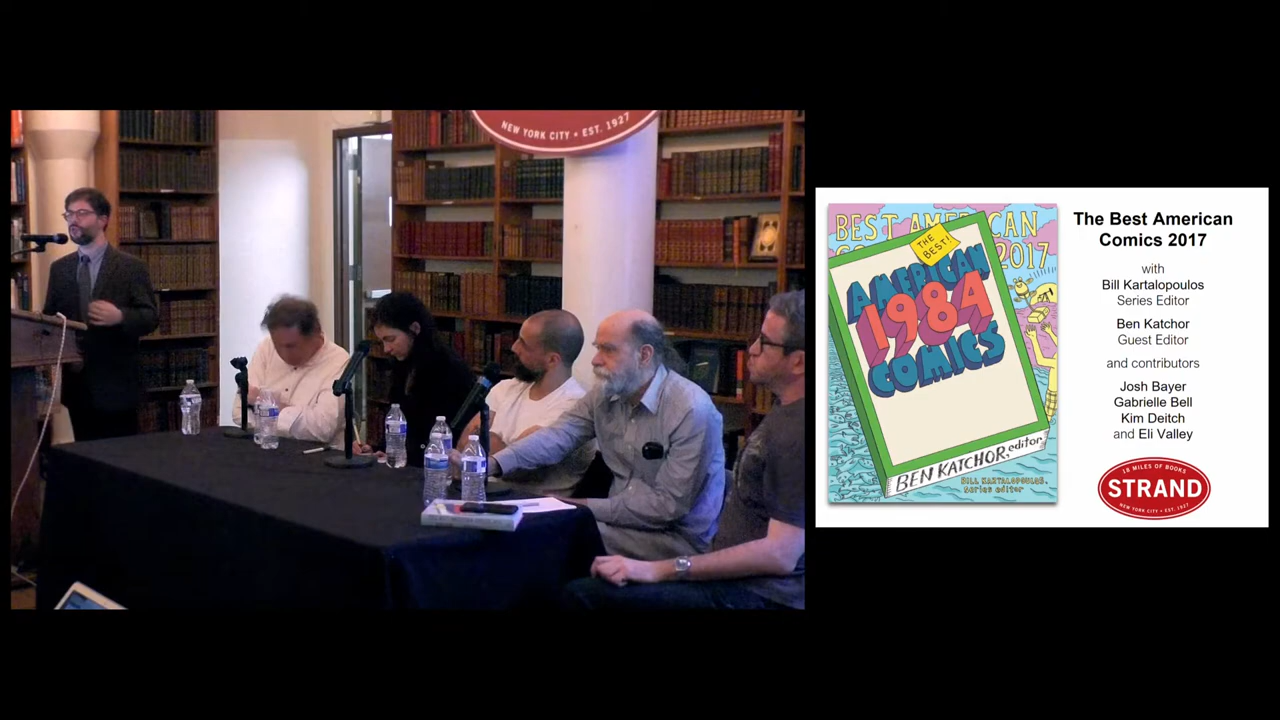 NEW YORK CITY • EST. 1927
BEST AMERICAN
2017
THE
BEST!
AMERICAN
1984
COMICS
BEN KATCHOR, editor
BILL KARTALOPOULOS,
Series editor
The Best American
Comics 2017
with
Bill Kartalopoulos
Series Editor
Ben Katchor
Guest Editor
and contributors
Josh Bayer
Gabrielle Bell
Kim Deitch
and Eli Valley
18 MILES OF BOOKS
STRAND
NEW YORK CITY • EST. 1927